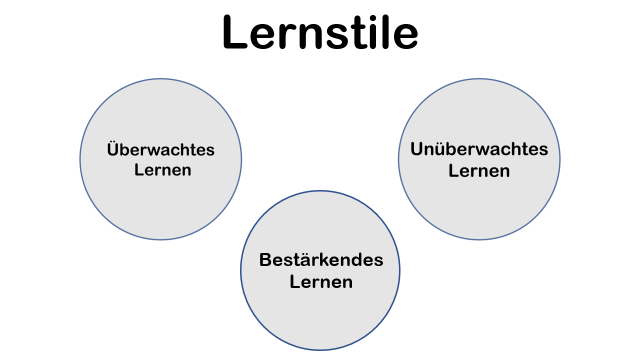 Lernstile
Überwachtes
Lernen
Unüberwachtes
Lernen
Bestärkendes
Lernen